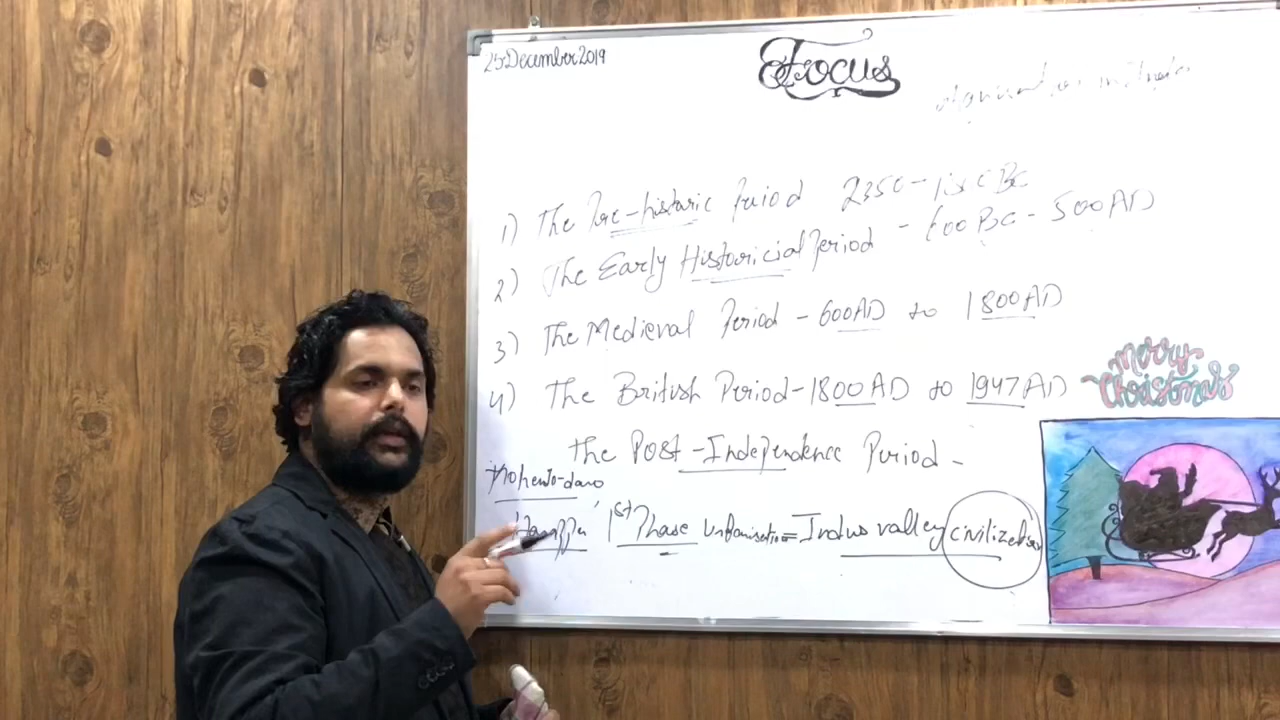 25 December 2019
Focus
1) The Pre-historic Period 2350-1500 BC
2) The Early Historicial Period - 600 BC - 500 AD
3) The Medieval Period - 600 AD to 1800 AD
4) The British Period - 1800 AD to 1947 AD
The Post-Independence Period -
Merry
Christmas
Mohento-daro
Harappa 1st Phase Urbanisation = Indus valley civilization